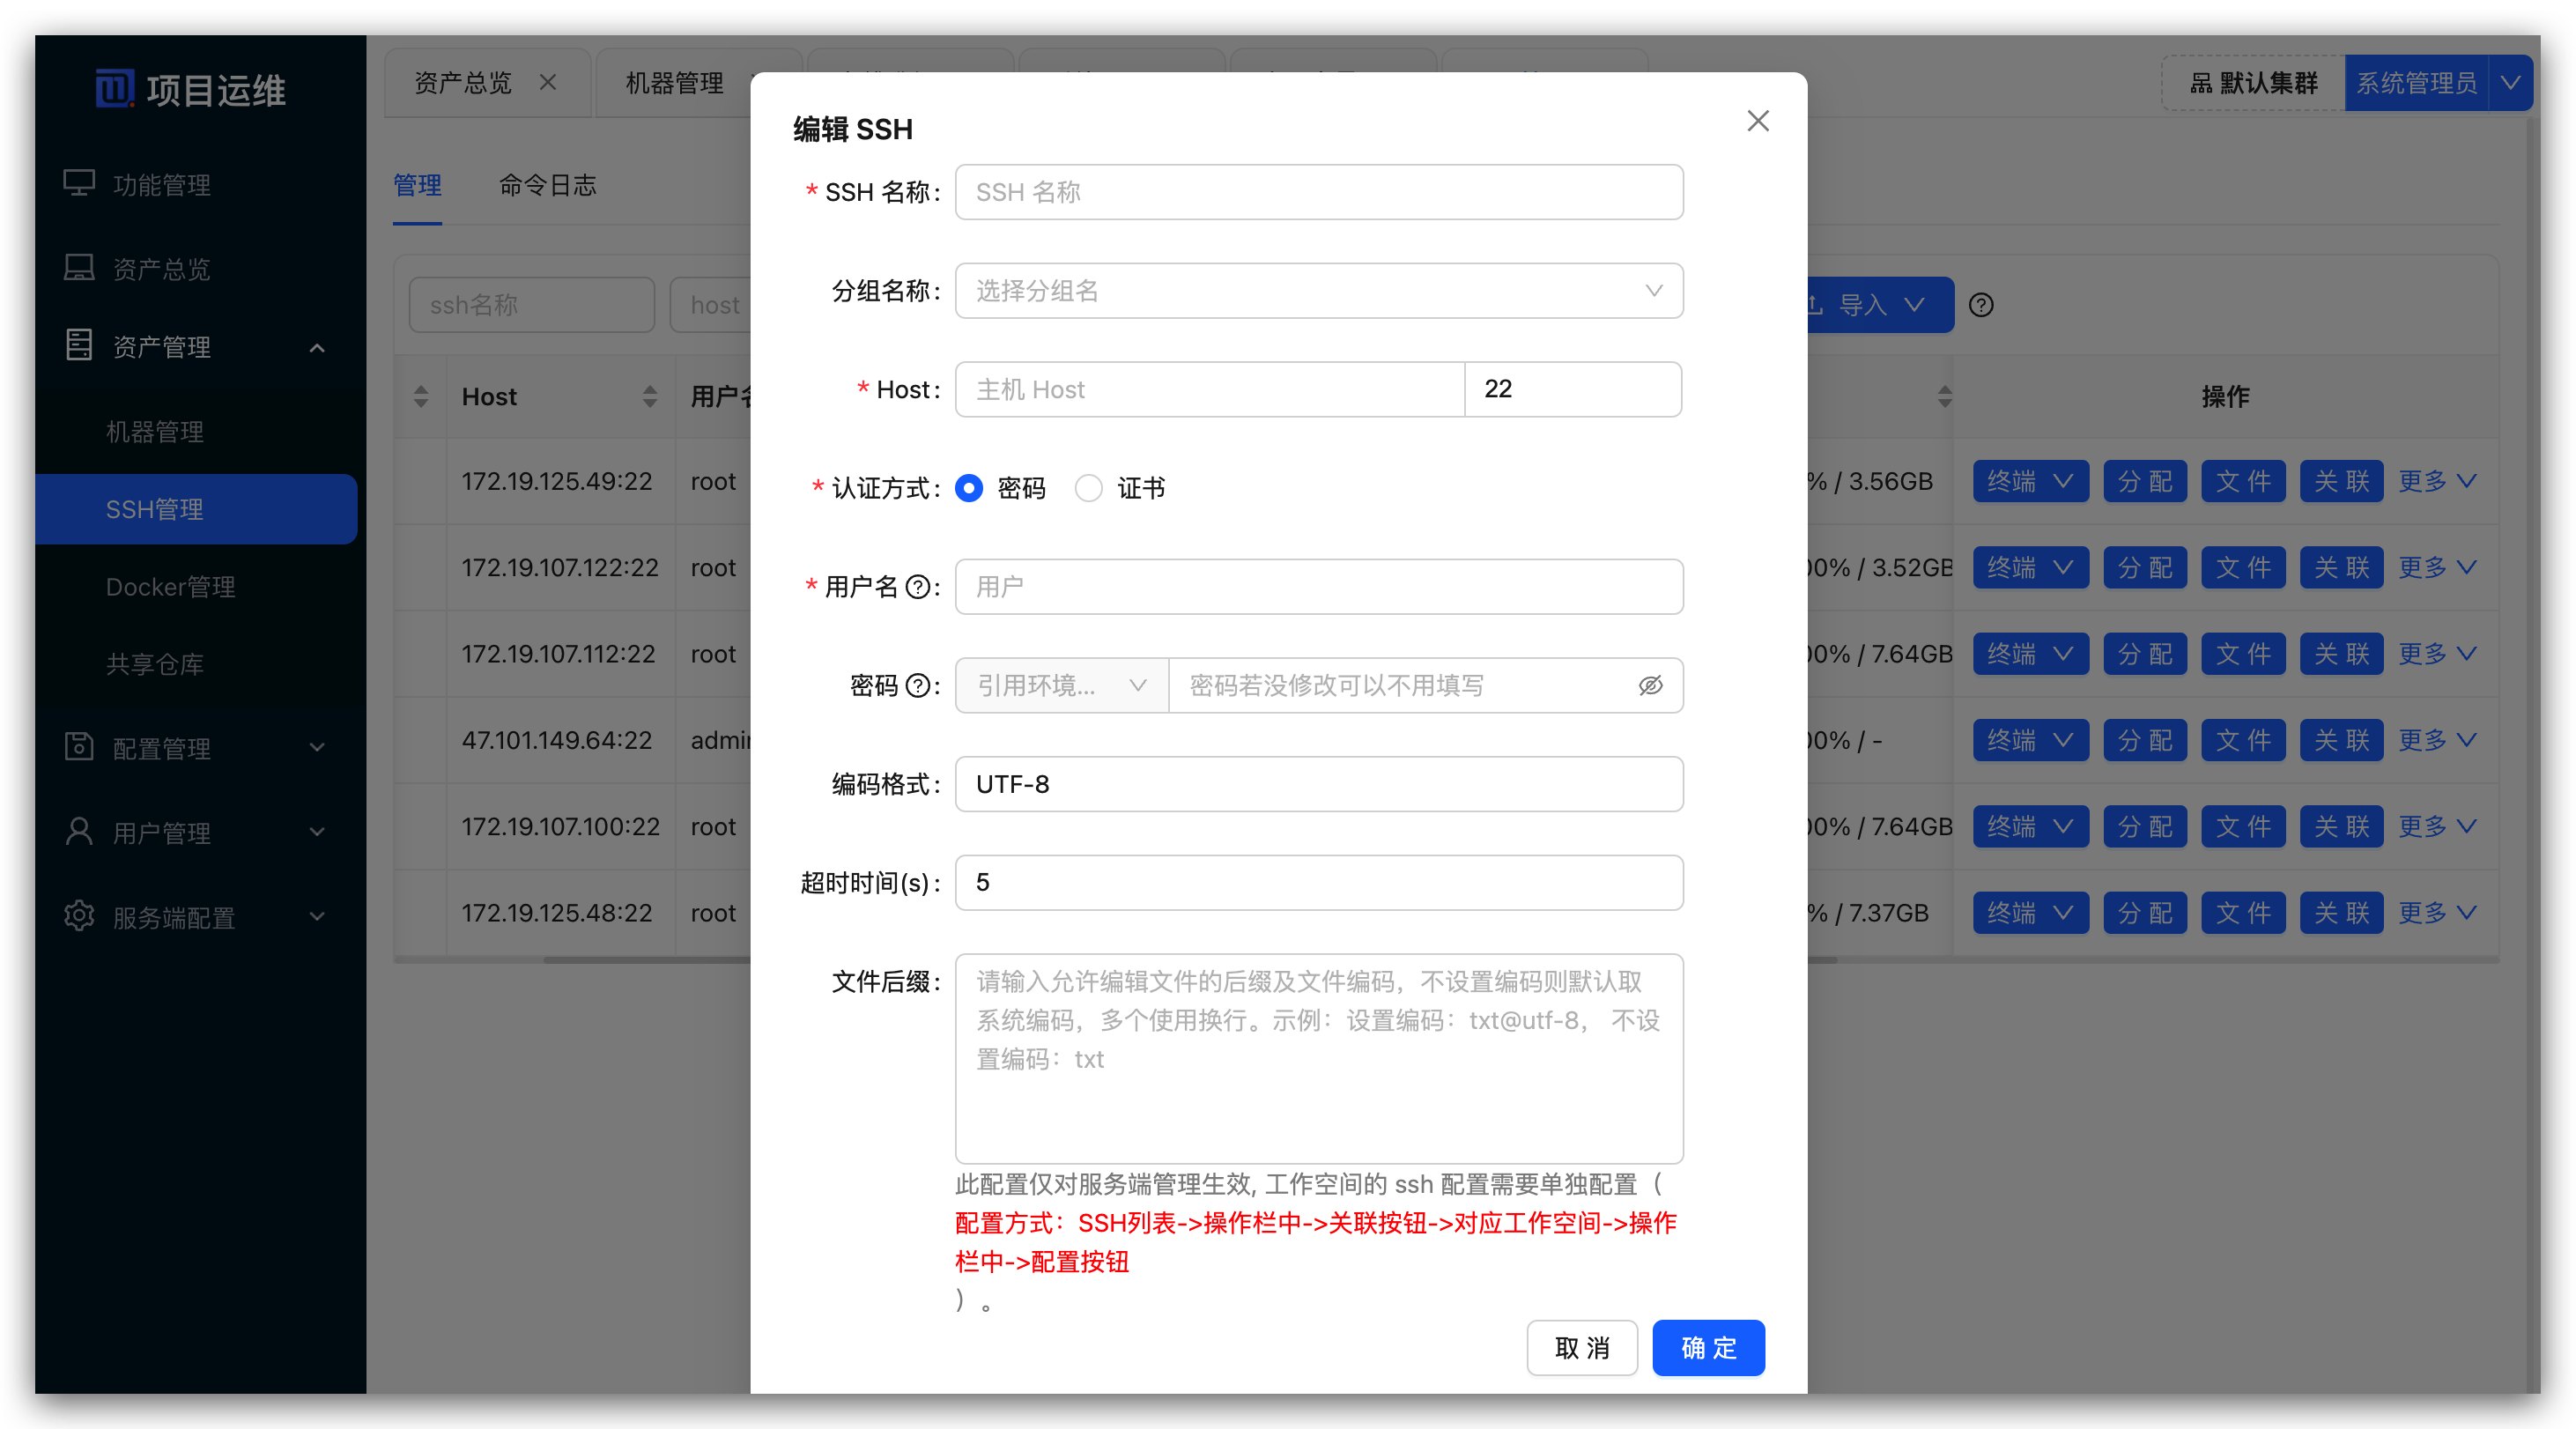 项目运维
功能管理
资产总览
资产管理
机器管理
SSH管理
Docker管理
共享仓库
配置管理
用户管理
服务端配置
资产总览
机器管理
默认集群
系统管理员
管理
命令日志
ssh名称
host
导入
Host
操作
172.19.125.49:22 root % / 3.56GB 终端 分配 文件 关联 更多
172.19.107.122:22 root 00% / 3.52GB 终端 分配 文件 关联 更多
172.19.107.112:22 root 00% / 7.64GB 终端 分配 文件 关联 更多
47.101.149.64:22 00% / - 终端 分配 文件 关联 更多
172.19.107.100:22 root 00% / 7.64GB 终端 分配 文件 关联 更多
172.19.125.48:22 root % / 7.37GB 终端 分配 文件 关联 更多
编辑 SSH
* SSH 名称: SSH 名称
分组名称: 选择分组名
* Host: 主机 Host 22
* 认证方式: 密码 证书
* 用户名 : 用户
密码 : 引用环境... 密码若没修改可以不用填写
编码格式: UTF-8
超时时间(s): 5
文件后缀: 请输入允许编辑文件的后缀及文件编码，不设置编码则默认取
系统编码，多个使用换行。示例：设置编码：txt@utf-8， 不设
置编码：txt
此配置仅对服务端管理生效, 工作空间的 ssh 配置需要单独配置（
配置方式：SSH列表->操作栏中->关联按钮->对应工作空间->操作
栏中->配置按钮
）。
取 消
确 定